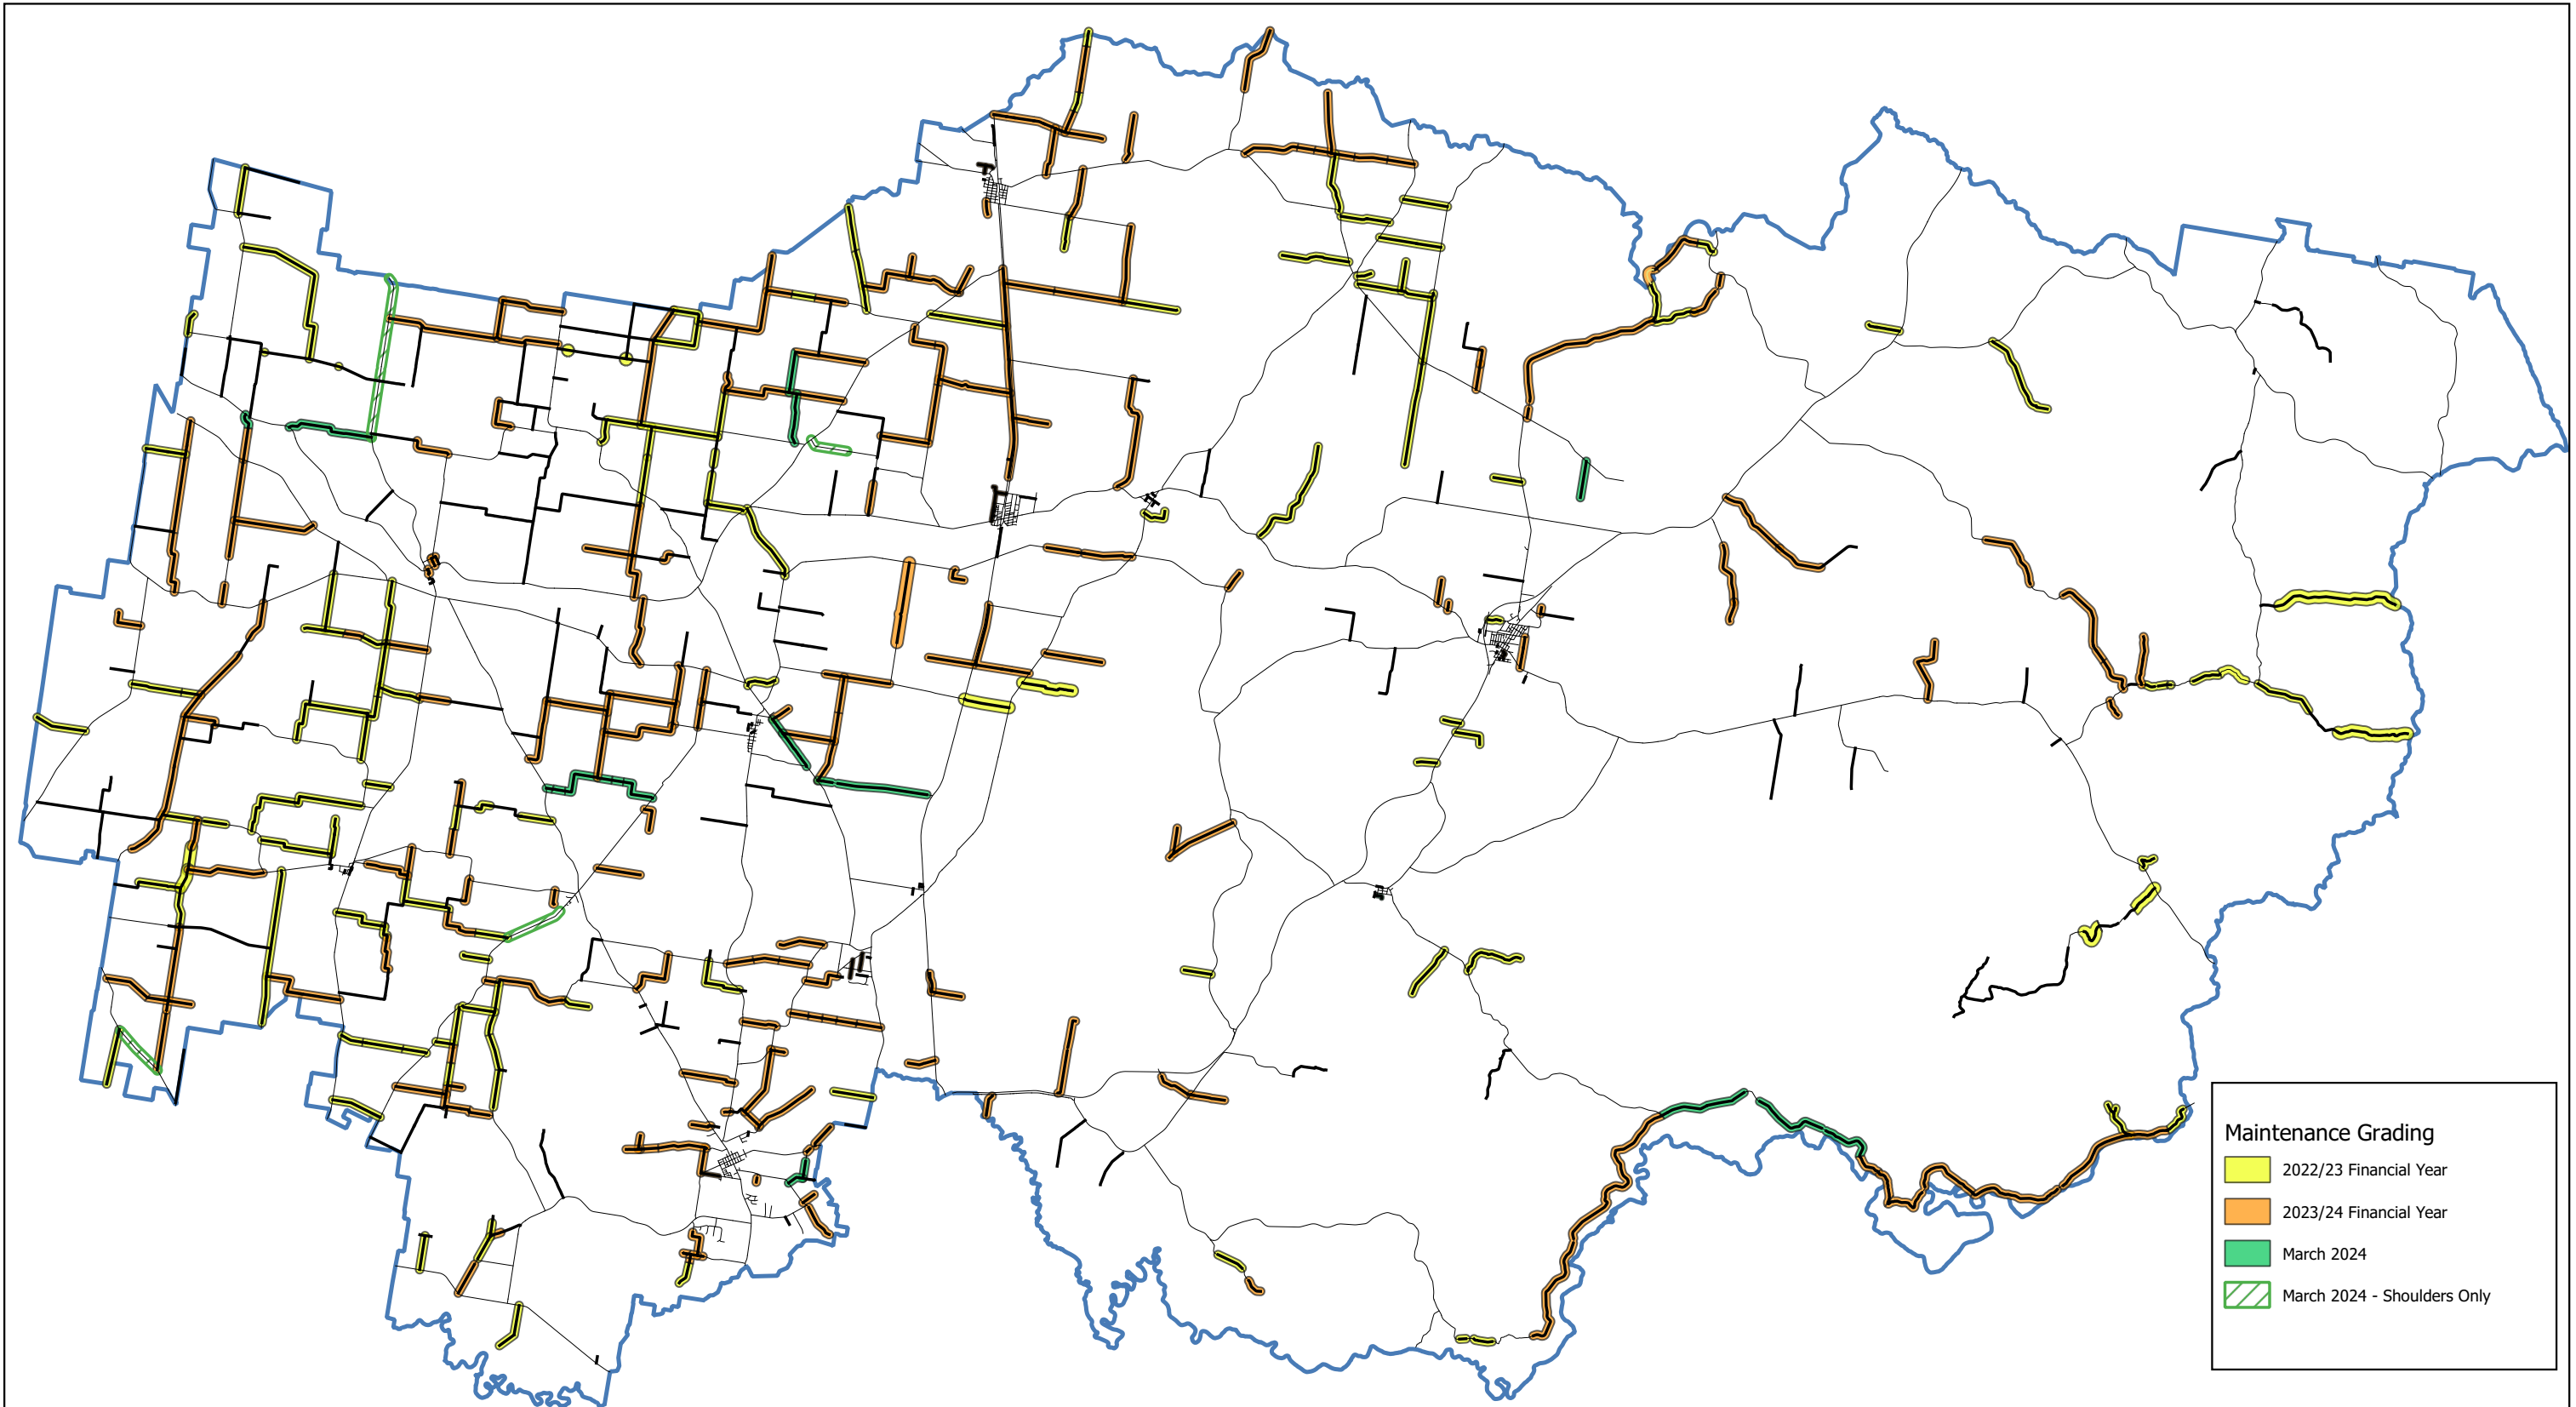 Maintenance Grading
2022/23 Financial Year
2023/24 Financial Year
March 2024
March 2024 - Shoulders Only